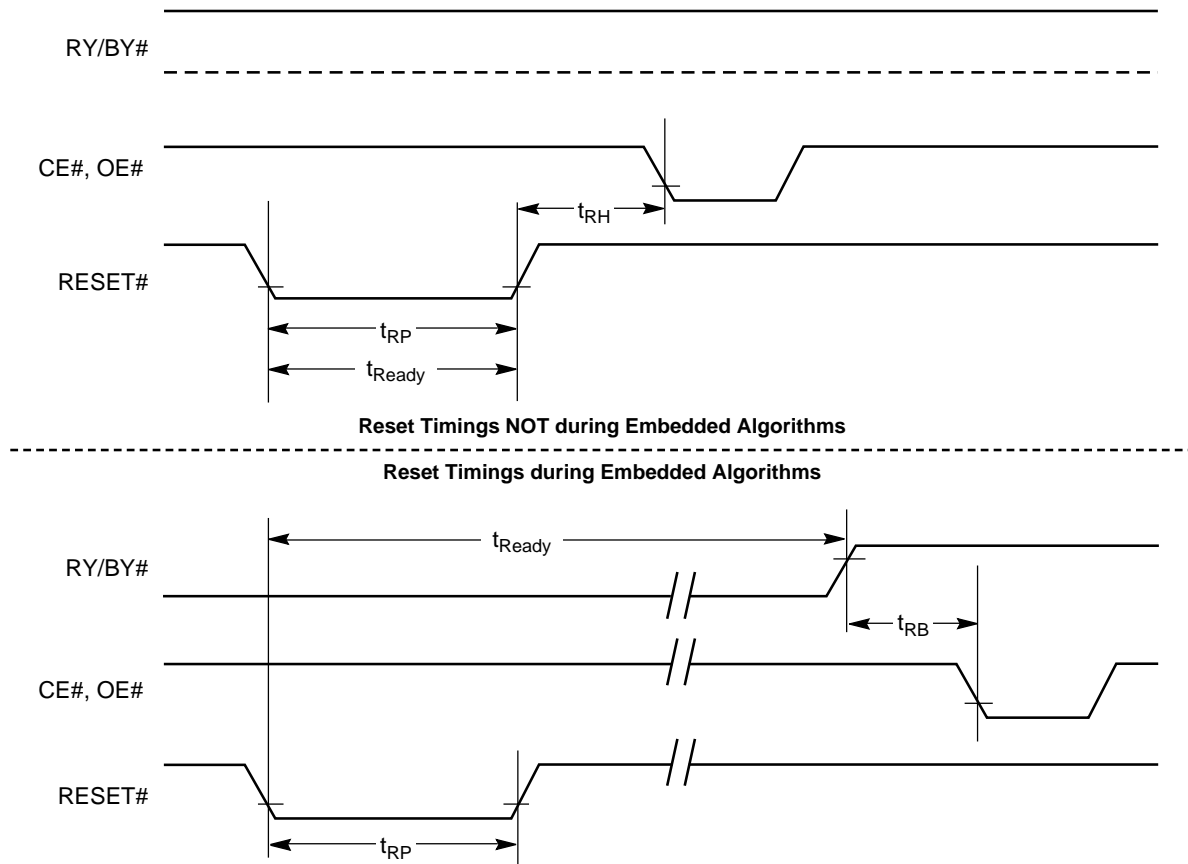 RY/BY#
CE#, OE#
tRH
RESET#
tRP
tReady
Reset Timings NOT during Embedded Algorithms
Reset Timings during Embedded Algorithms
tReady
RY/BY#
tRB
CE#, OE#
RESET#
tRP